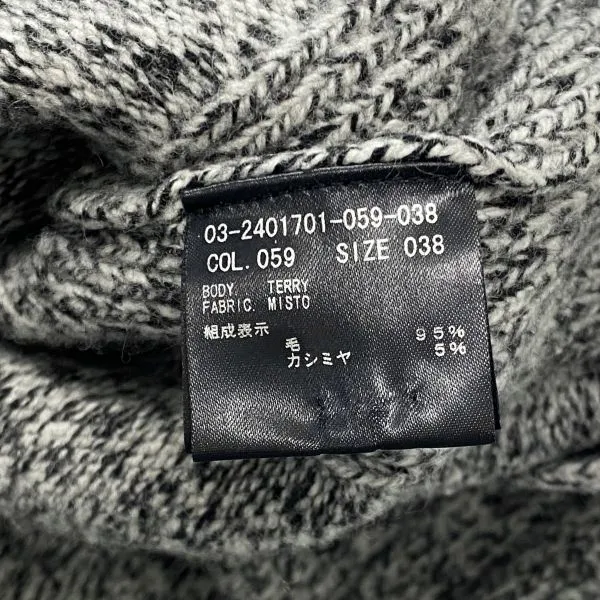 03-2401701-059-038
COL. 059 SIZE 038
BODY. TERRY
FABRIC. MISTO
組成表示
毛 95%
カシミヤ 5%